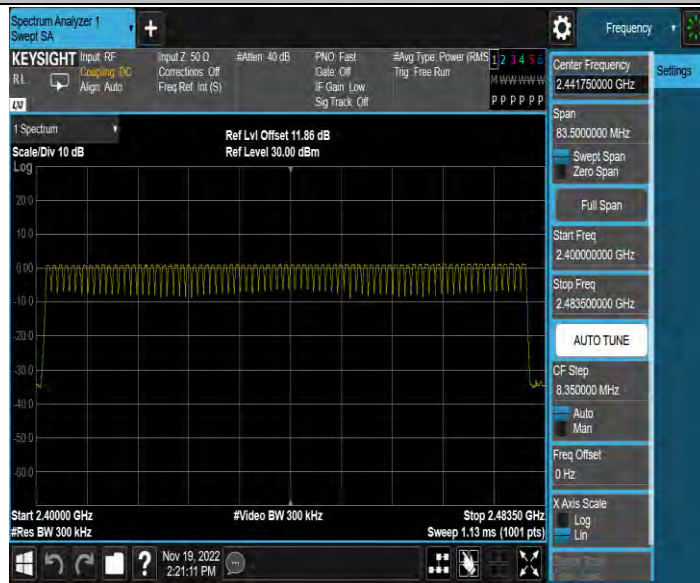 Spectrum Analyzer 1
Swept SA
+
Frequency
KEYSIGHT
RL
LXI
Input: RF
Coupling: DC
Align: Auto
Input Z: 50 Ω
Corrections: Off
Freq Ref: Int (S)
#Atten: 40 dB
PNO: Fast
Gate: Off
IF Gain: Low
Sig Track: Off
#Avg Type: Power (RMS
Trig: Free Run
1 2 3 4 5 6
M W W W W W
P P P P P P
Center Frequency
2.441750000 GHz
Settings
Span
83.5000000 MHz
Swept Span
Zero Span
Full Span
Start Freq
2.400000000 GHz
Stop Freq
2.483500000 GHz
AUTO TUNE
CF Step
8.350000 MHz
Auto
Man
Freq Offset
0 Hz
X Axis Scale
Log
Lin
1 Spectrum
Scale/Div 10 dB
Log
Ref Lvl Offset 11.86 dB
Ref Level 30.00 dBm
20.0
10.0
0.00
-10.0
-20.0
-30.0
-40.0
-50.0
-60.0
Start 2.40000 GHz
#Res BW 300 kHz
#Video BW 300 kHz
Stop 2.48350 GHz
Sweep 1.13 ms (1001 pts)
?
Nov 19, 2022
2:21:11 PM